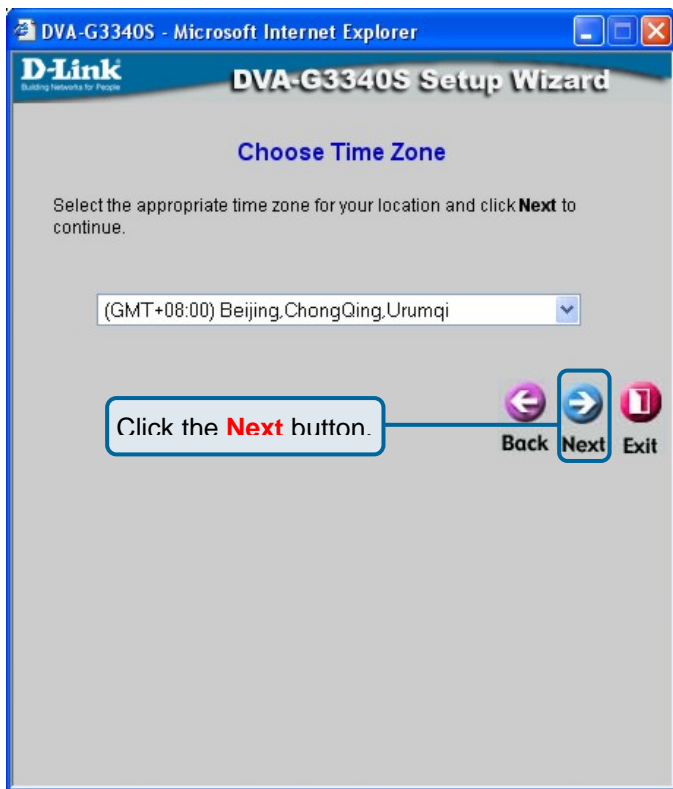 DVA-G3340S - Microsoft Internet Explorer
D-Link
Building Networks for People
DVA-G3340S Setup Wizard
Choose Time Zone
Select the appropriate time zone for your location and click Next to
continue.
(GMT+08:00) Beijing,ChongQing,Urumqi
Click the Next button.
Back Next Exit